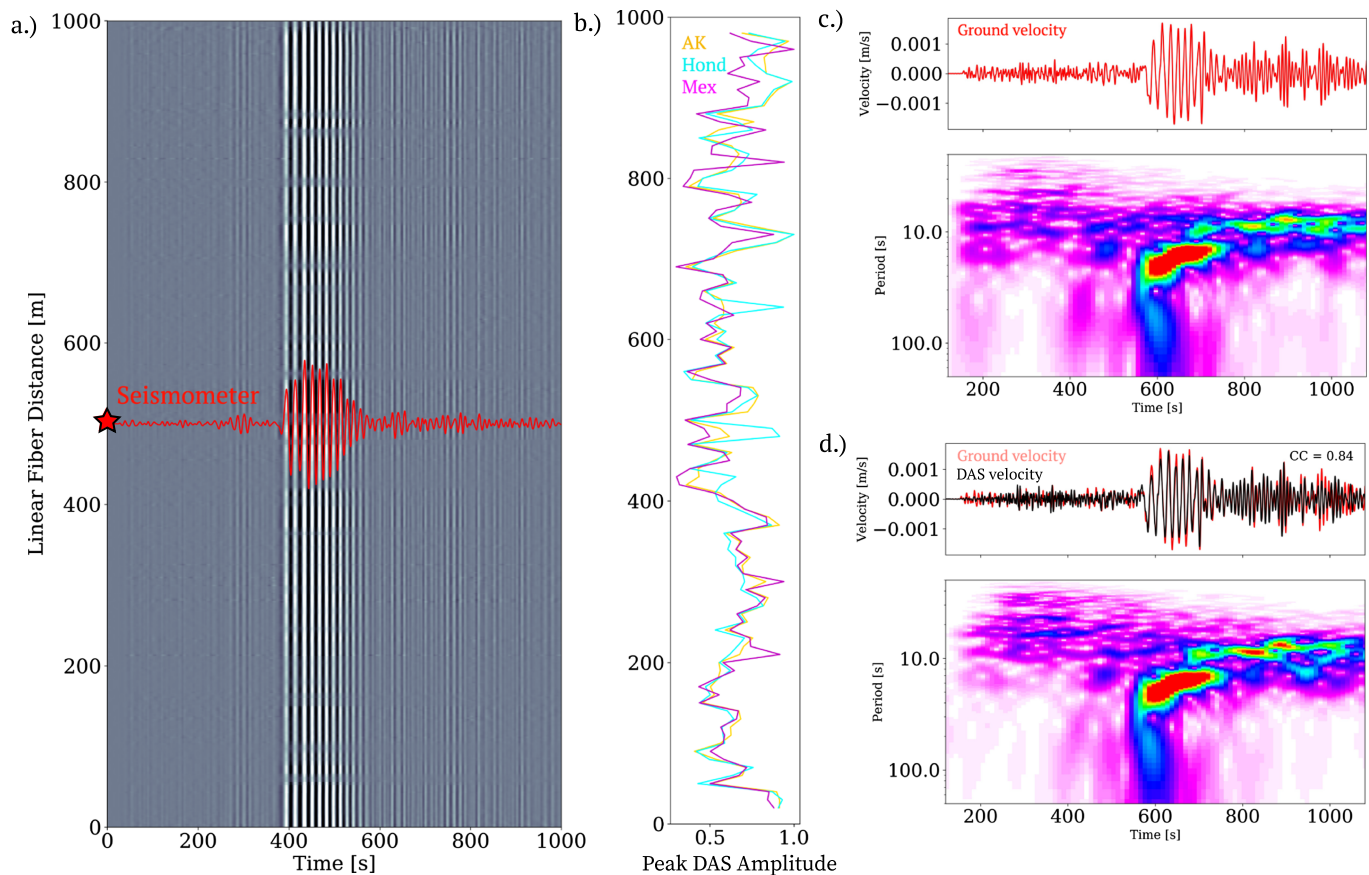 a.)
1000
800
600
400
200
0
Linear Fiber Distance [m]
Seismometer
0
200
400
600
800
1000
Time [s]
b.)
1000
800
600
400
200
0
AK
Hond
Mex
0.5
1.0
Peak DAS Amplitude
c.)
Velocity [m/s]
0.001
0.000
−0.001
Ground velocity
Period [s]
10.0
100.0
200
400
600
800
1000
Time [s]
d.)
Velocity [m/s]
0.001
0.000
−0.001
Ground velocity
DAS velocity
CC = 0.84
Period [s]
10.0
100.0
200
400
600
800
1000
Time [s]